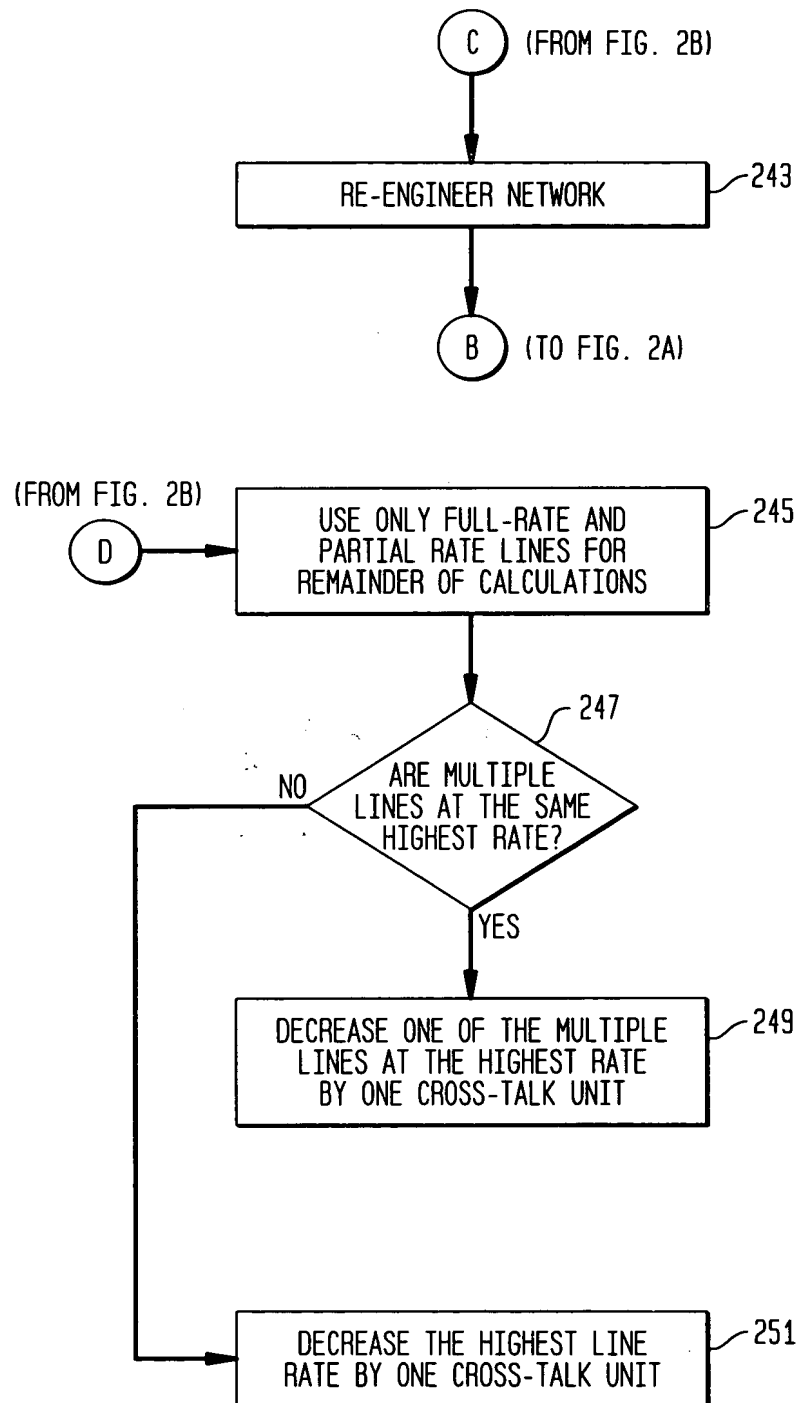 C (FROM FIG. 2B)
RE-ENGINEER NETWORK
243
B (TO FIG. 2A)
(FROM FIG. 2B)
D
USE ONLY FULL-RATE AND
PARTIAL RATE LINES FOR
REMAINDER OF CALCULATIONS
245
247
ARE MULTIPLE
LINES AT THE SAME
HIGHEST RATE?
NO
YES
DECREASE ONE OF THE MULTIPLE
LINES AT THE HIGHEST RATE
BY ONE CROSS-TALK UNIT
249
DECREASE THE HIGHEST LINE
RATE BY ONE CROSS-TALK UNIT
251